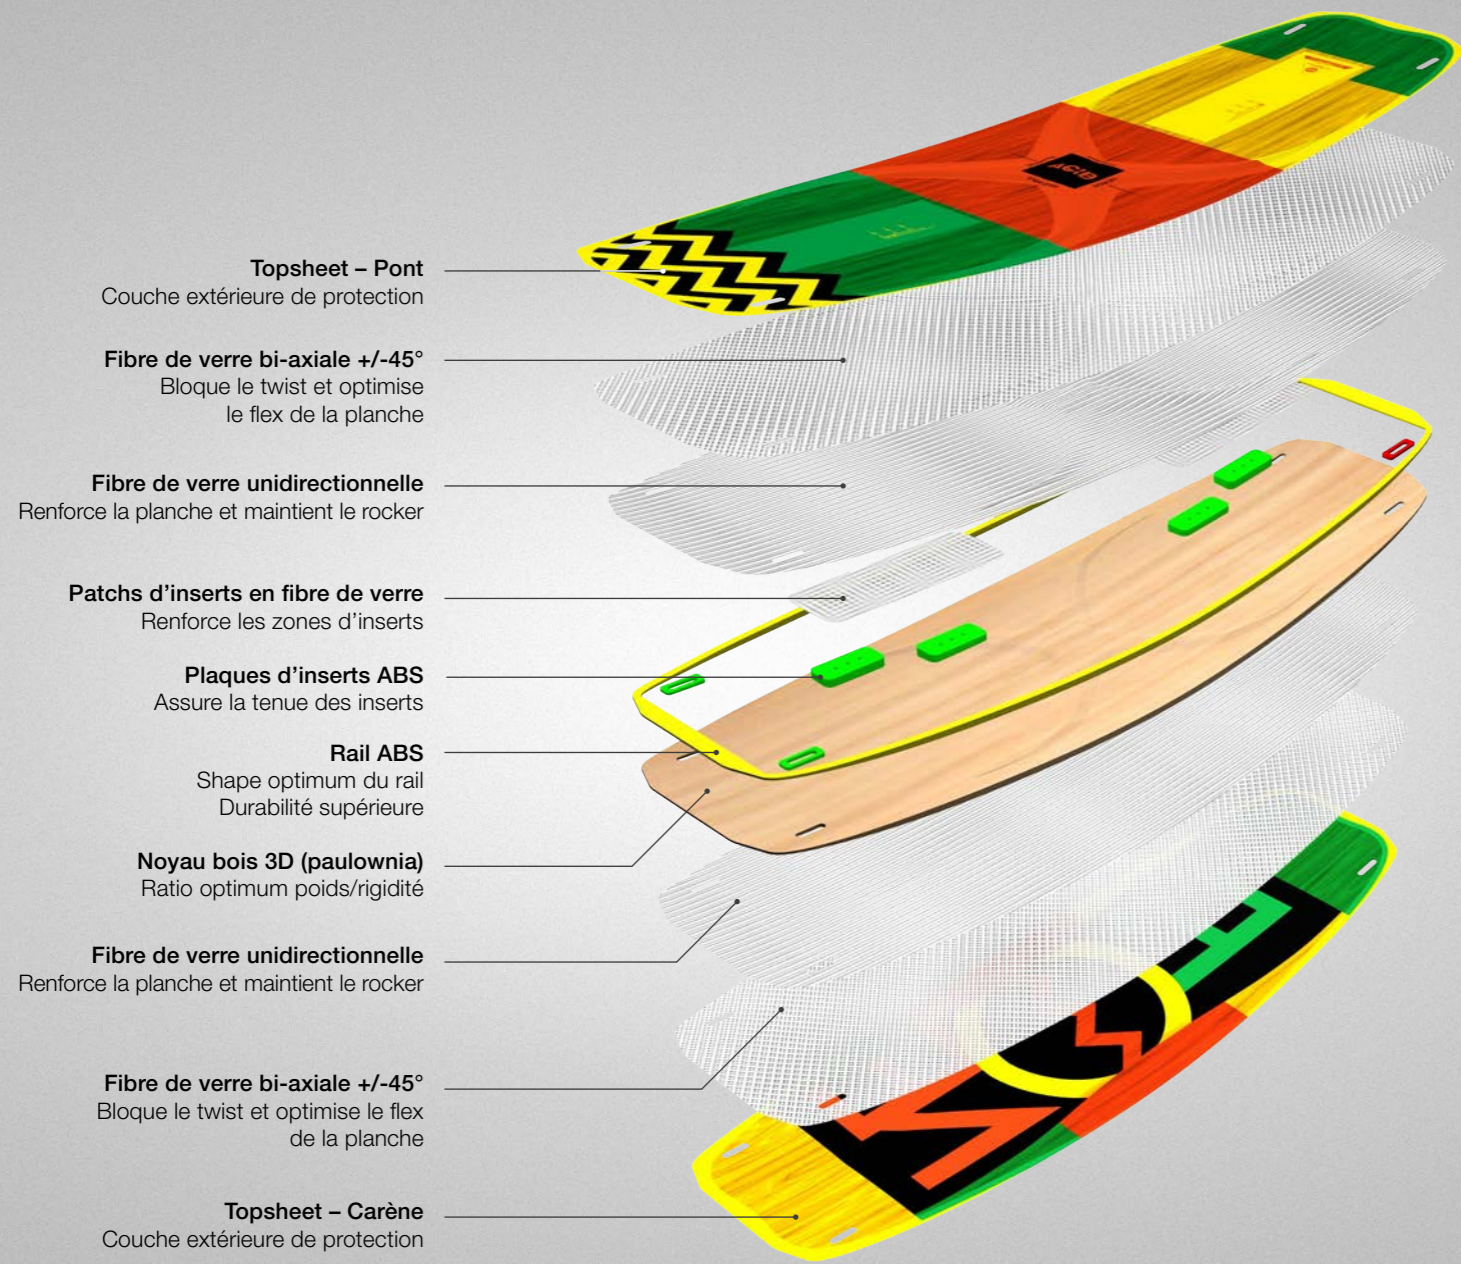 Topsheet – Pont
Couche extérieure de protection
Fibre de verre bi-axiale +/-45°
Bloque le twist et optimise
le flex de la planche
Fibre de verre unidirectionnelle
Renforce la planche et maintient le rocker
Patchs d’inserts en fibre de verre
Renforce les zones d’inserts
Plaques d’inserts ABS
Assure la tenue des inserts
Rail ABS
Shape optimum du rail
Durabilité supérieure
Noyau bois 3D (paulownia)
Ratio optimum poids/rigidité
Fibre de verre unidirectionnelle
Renforce la planche et maintient le rocker
Fibre de verre bi-axiale +/-45°
Bloque le twist et optimise le flex
de la planche
Topsheet – Carène
Couche extérieure de protection
ACID